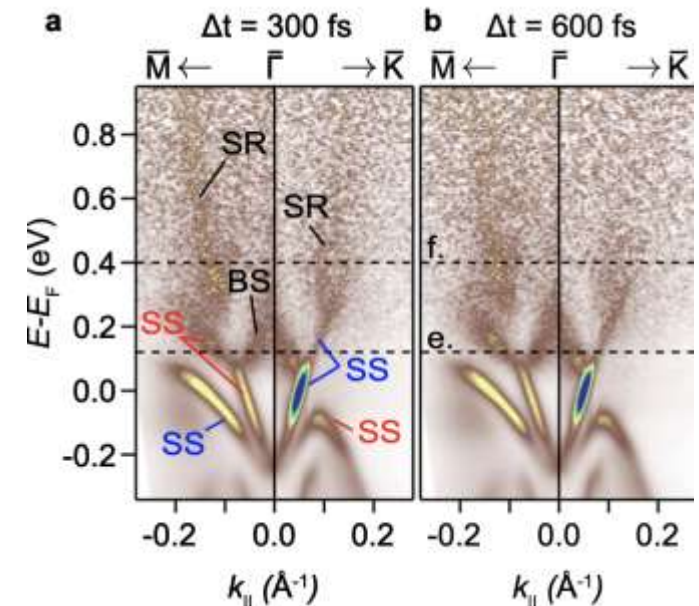 a Δt = 300 fs b Δt = 600 fs
M̅ ← Γ̅ → K̅ M̅ ← Γ̅ → K̅
0.8
SR
0.6
SR
0.4 f.
BS
0.2
SS e.
SS
0.0
SS SS
-0.2
E-E_F (eV)
-0.2 0.0 0.2 -0.2 0.0 0.2
k_|| (Å⁻¹) k_|| (Å⁻¹)